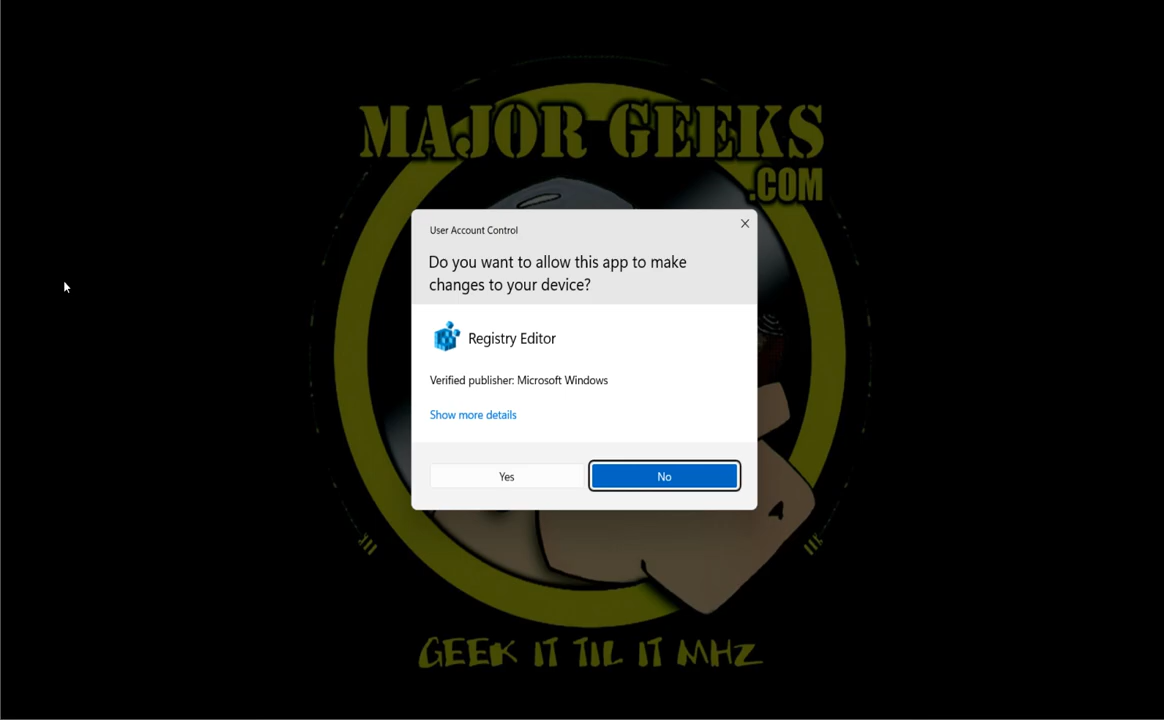 MAJOR GEEKS
.COM
User Account Control
Do you want to allow this app to make
changes to your device?
Registry Editor
Verified publisher: Microsoft Windows
Show more details
Yes
No
GEEK IT TIL IT MHZ